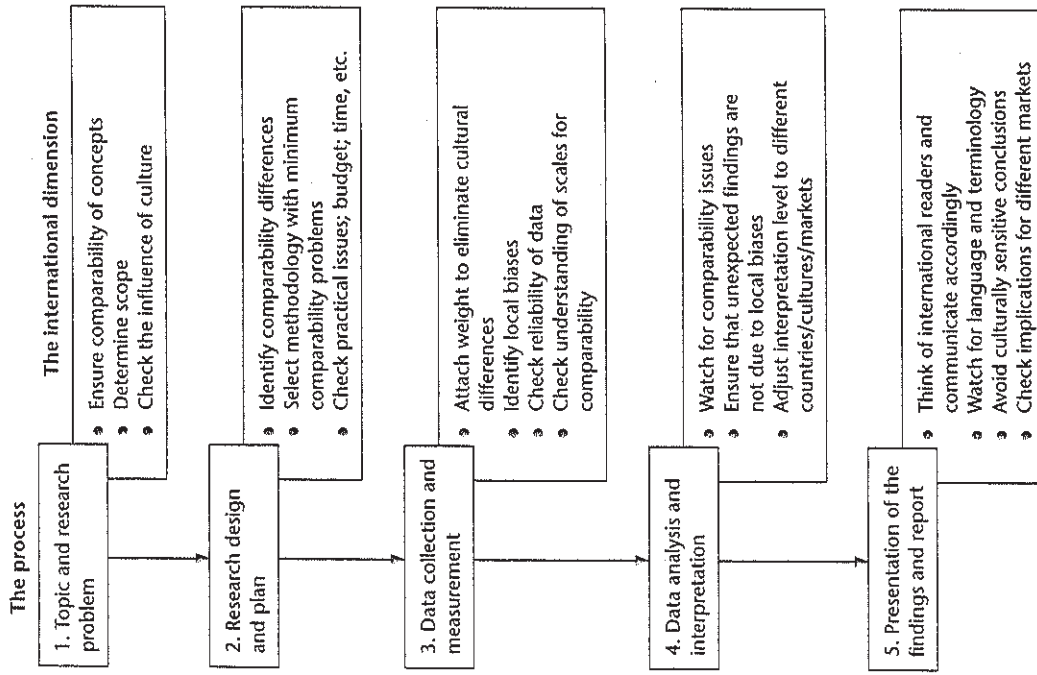 The process
The international dimension
1. Topic and research
problem
• Ensure comparability of concepts
• Determine scope
• Check the influence of culture
2. Research design
and plan
• Identify comparability differences
• Select methodology with minimum
comparability problems
• Check practical issues; budget; time, etc.
3. Data collection and
measurement
• Attach weight to eliminate cultural
differences
• Identify local biases
• Check reliability of data
• Check understanding of scales for
comparability
4. Data analysis and
interpretation
• Watch for comparability issues
• Ensure that unexpected findings are
not due to local biases
• Adjust interpretation level to different
countries/cultures/markets
5. Presentation of the
findings and report
• Think of international readers and
communicate accordingly
• Watch for language and terminology
• Avoid culturally sensitive conclusions
• Check implications for different markets